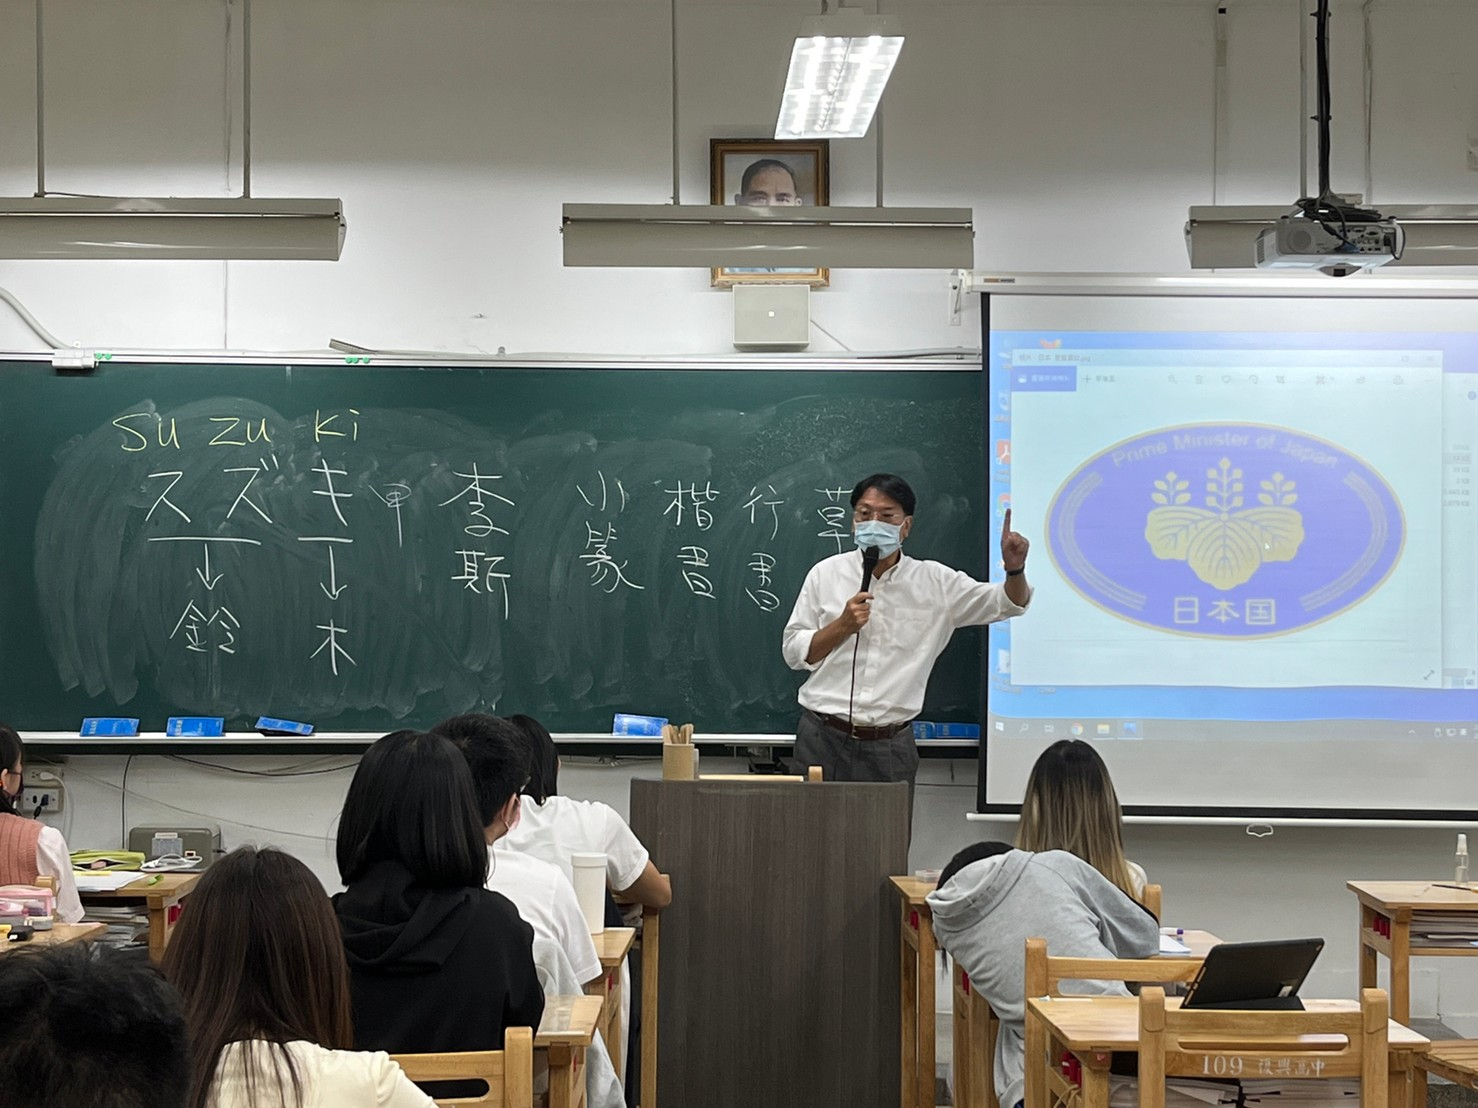 su zu ki
スズキ
鈴 木
甲
李斯
小篆
楷書
行書
草
Prime Minister of Japan
日本国
109 復興高中